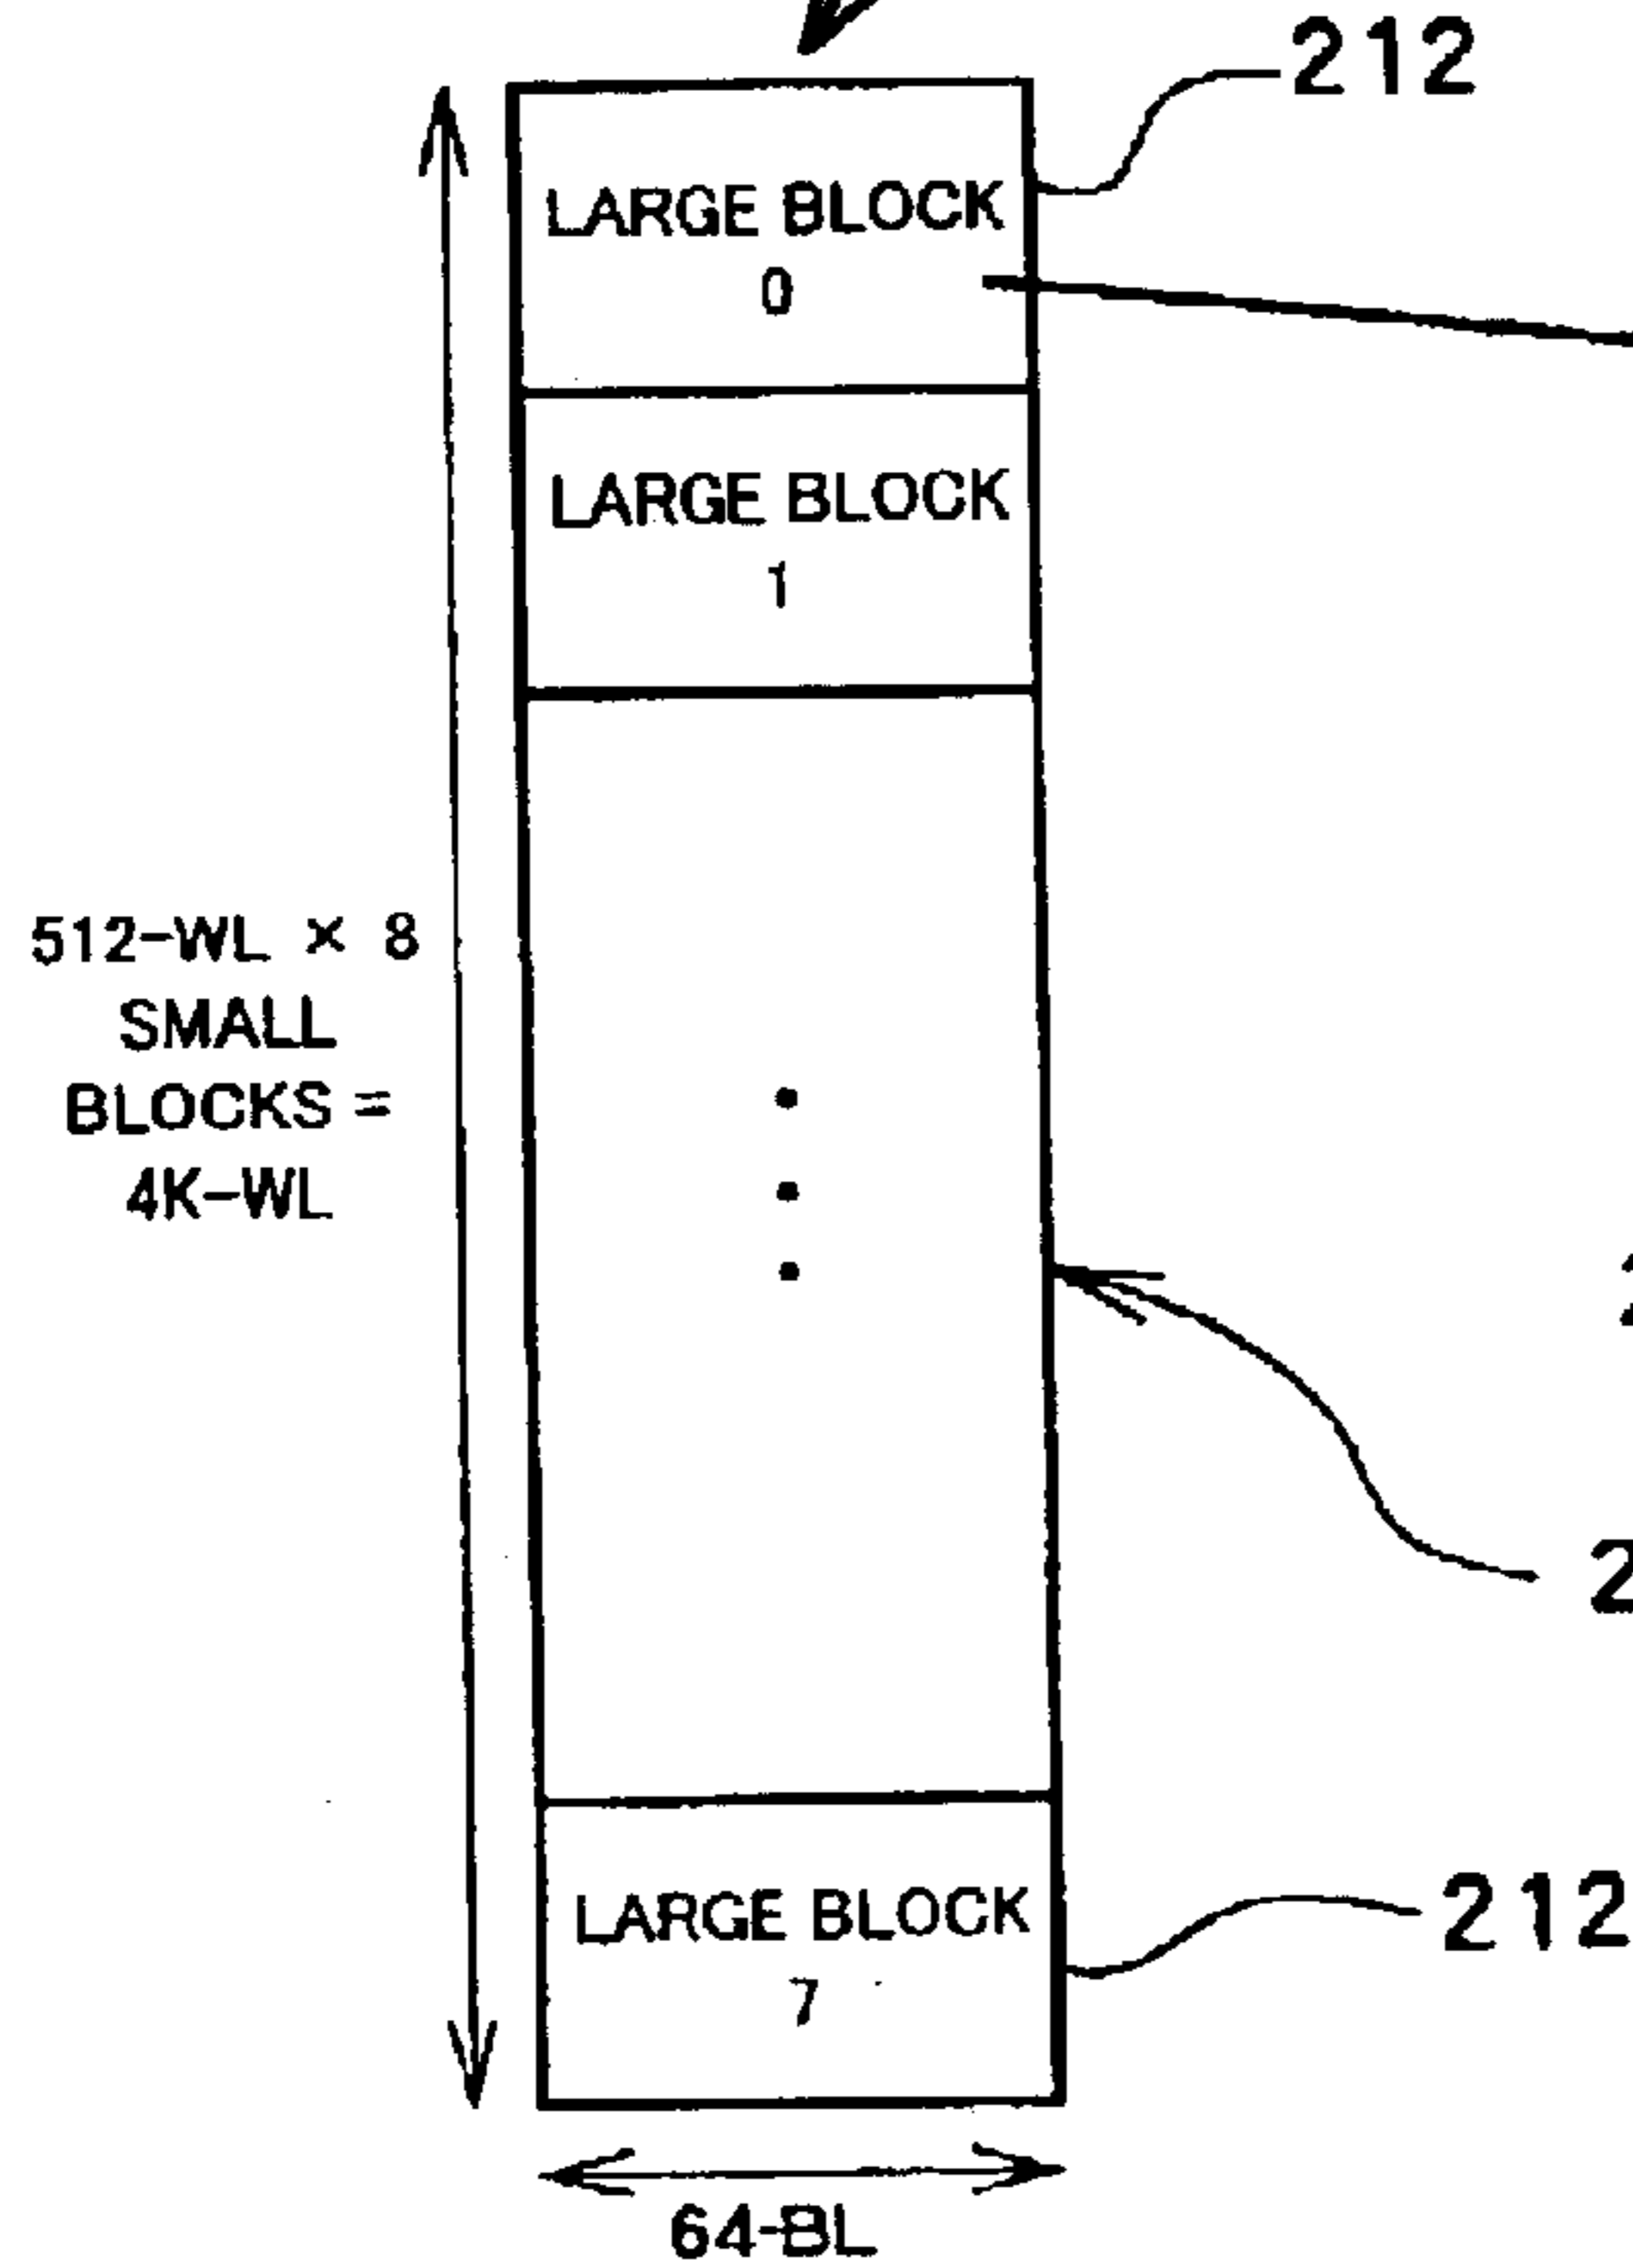 212
LARGE BLOCK
0
LARGE BLOCK
1
512-WL × 8
SMALL
BLOCKS =
4K-WL
212
LARGE BLOCK
7
64-BL